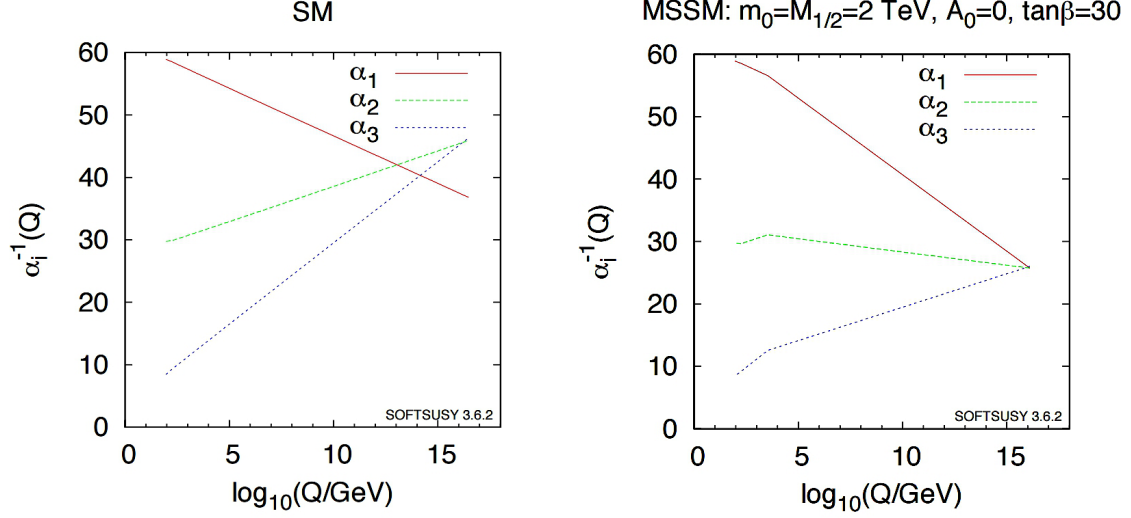 SM
60
50
40
30
20
10
0
α₁
α₂
α₃
αᵢ⁻¹(Q)
SOFTSUSY 3.6.2
0 5 10 15
log₁₀(Q/GeV)
MSSM: m₀=M₁/₂=2 TeV, A₀=0, tanβ=30
60
50
40
30
20
10
0
α₁
α₂
α₃
αᵢ⁻¹(Q)
SOFTSUSY 3.6.2
0 5 10 15
log₁₀(Q/GeV)